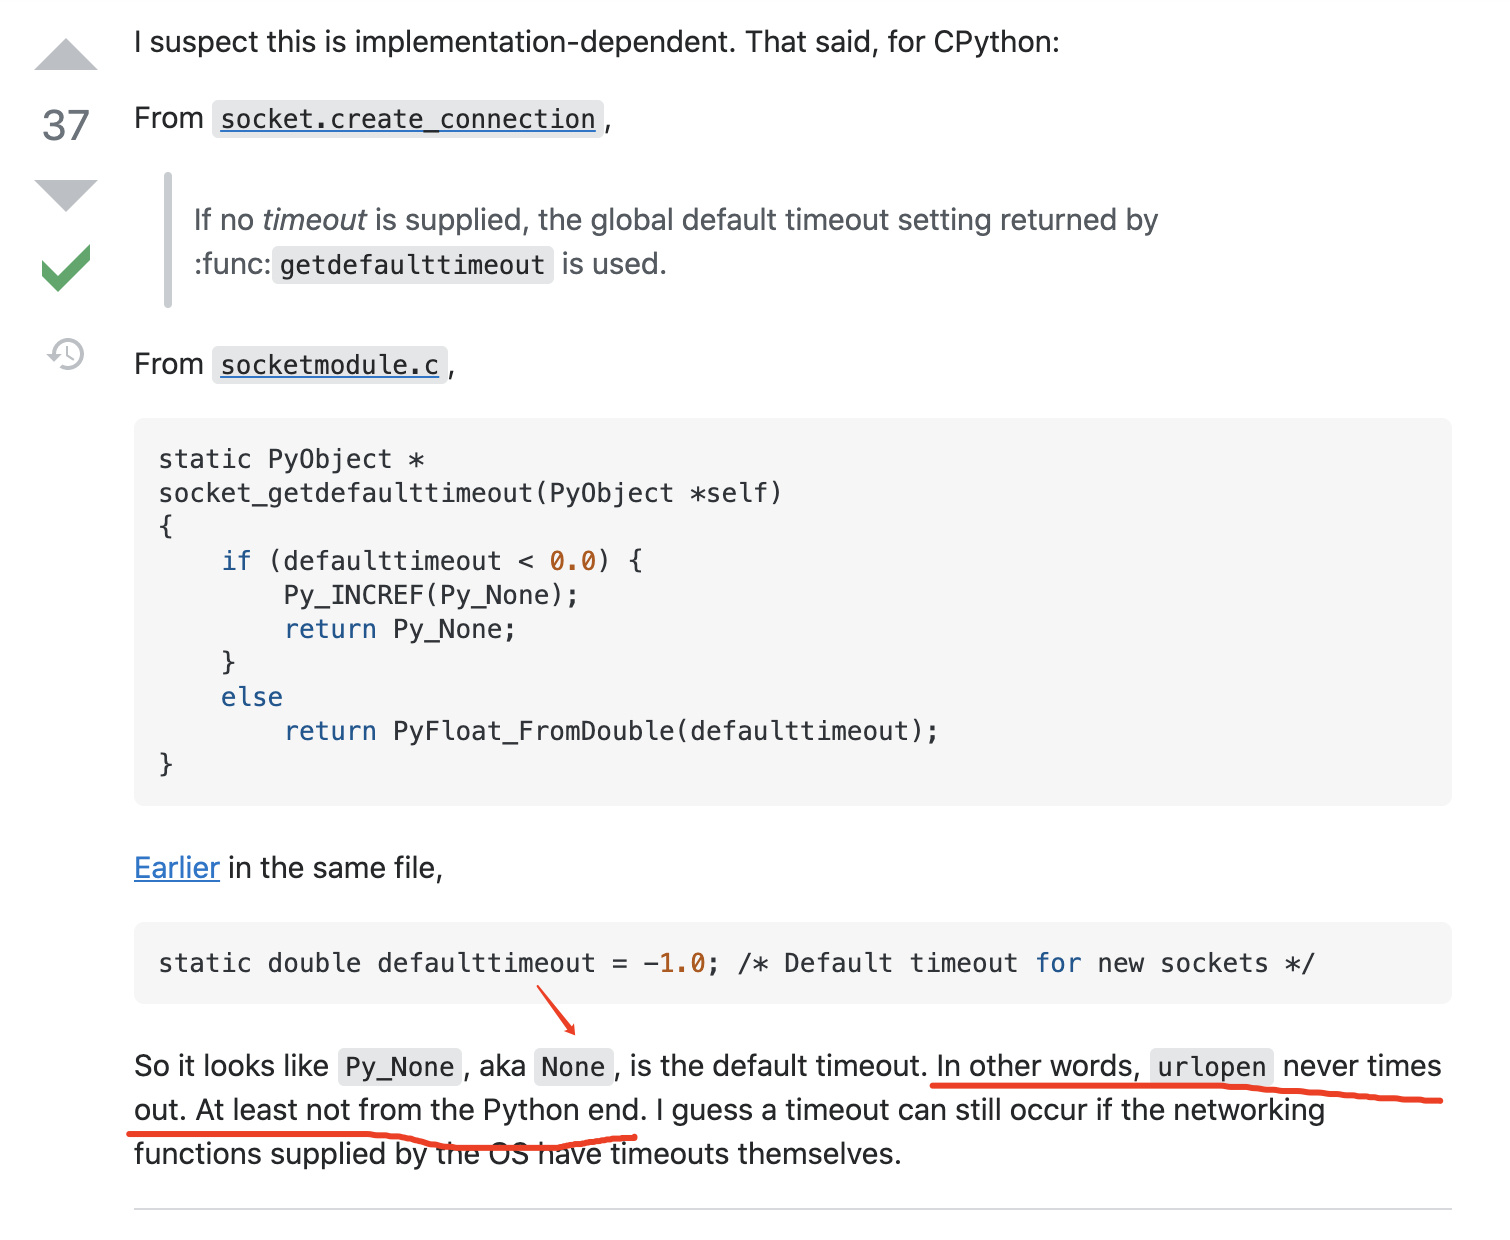 I suspect this is implementation-dependent. That said, for CPython:
37
From socket.create_connection,
If no timeout is supplied, the global default timeout setting returned by
:func: getdefaulttimeout is used.
From socketmodule.c,
static PyObject *
socket_getdefaulttimeout(PyObject *self)
{
    if (defaulttimeout < 0.0) {
        Py_INCREF(Py_None);
        return Py_None;
    }
    else
        return PyFloat_FromDouble(defaulttimeout);
}
Earlier in the same file,
static double defaulttimeout = -1.0; /* Default timeout for new sockets */
So it looks like Py_None, aka None, is the default timeout. In other words, urlopen never times
out. At least not from the Python end. I guess a timeout can still occur if the networking
functions supplied by the OS have timeouts themselves.